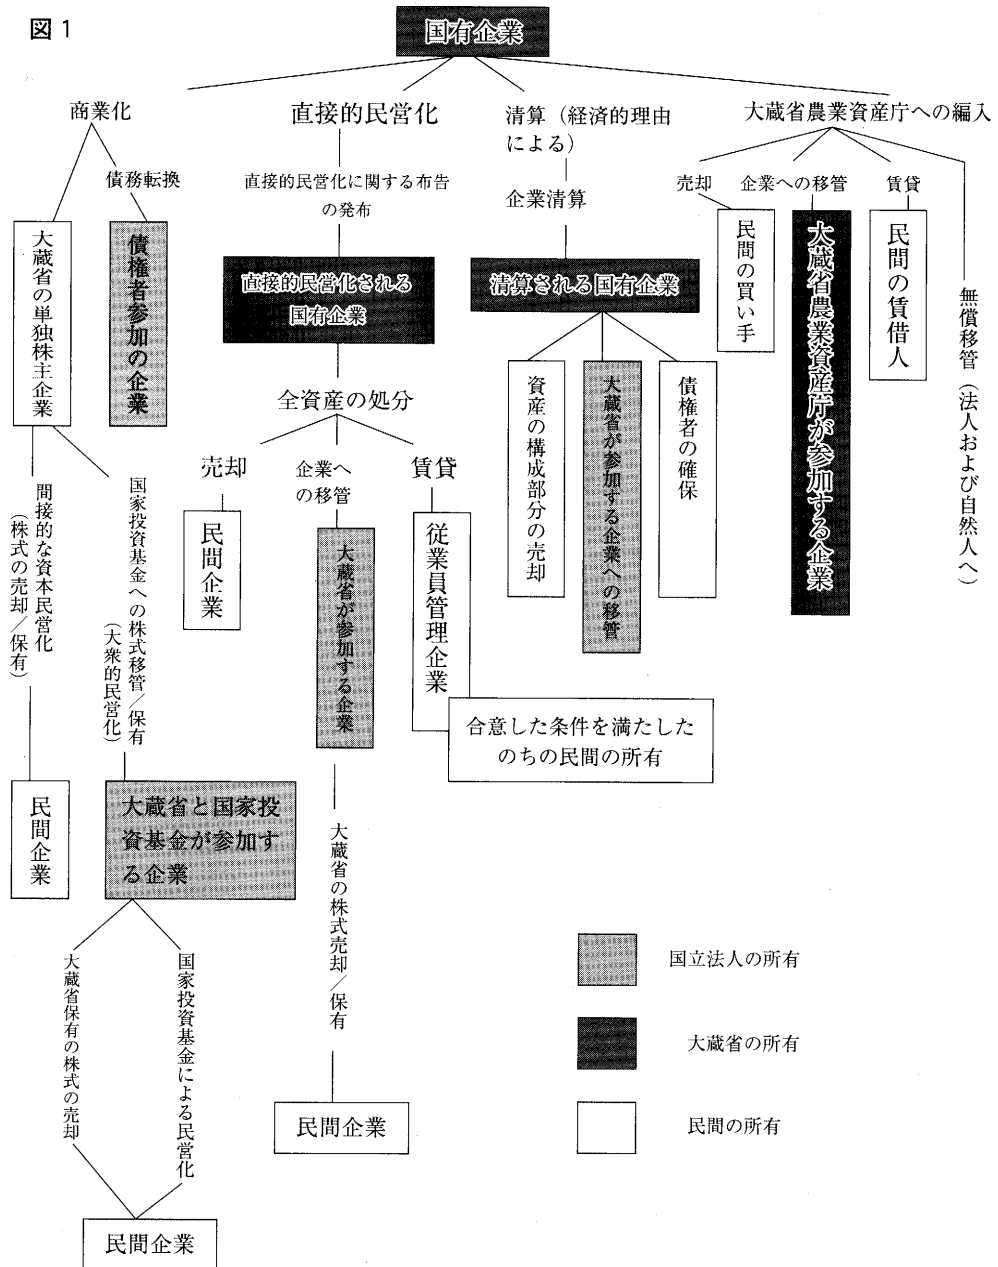 図1
国有企業
商業化
債務転換
大蔵省の単独株主企業
債権者参加の企業
間接的な資本民営化
(株式の売却/保有)
国家投資基金への株式移管/保有
(大衆的民営化)
民間企業
大蔵省と国家投
資基金が参加す
る企業
大蔵省保有の株式の売却
国家投資基金による民営化
民間企業
直接的民営化
直接的民営化に関する布告
の発布
直接的民営化される
国有企業
全資産の処分
売却
民間企業
企業へ
の移管
大蔵省が参加する企業
大蔵省の株式売却/保有
民間企業
賃貸
従業員管理企業
合意した条件を満たした
のちの民間の所有
清算(経済的理由
による)
企業清算
清算される国有企業
資産の構成部分の売却
大蔵省が参加する企業への移管
債権者の確保
大蔵省農業資産庁への編入
売却
民間の買い手
企業への移管
大蔵省農業資産庁が参加する企業
賃貸
民間の賃借人
無償移管(法人および自然人へ)
国立法人の所有
大蔵省の所有
民間の所有